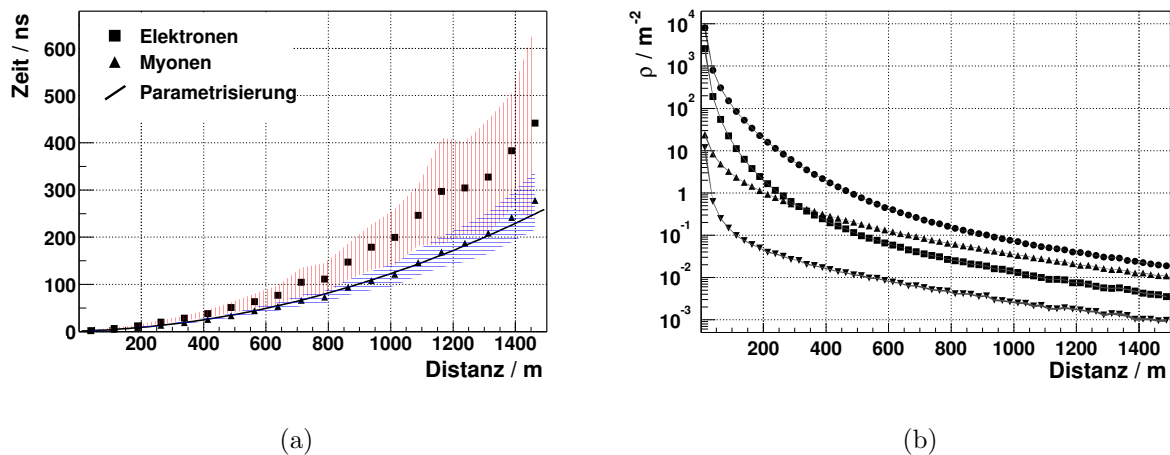 Zeit / ns
600
500
400
300
200
100
0
Elektronen
Myonen
Parametrisierung
200 400 600 800 1000 1200 1400
Distanz / m
(a)
ρ / m⁻²
10⁴
10³
10²
10
1
10⁻¹
10⁻²
10⁻³
200 400 600 800 1000 1200 1400
Distanz / m
(b)